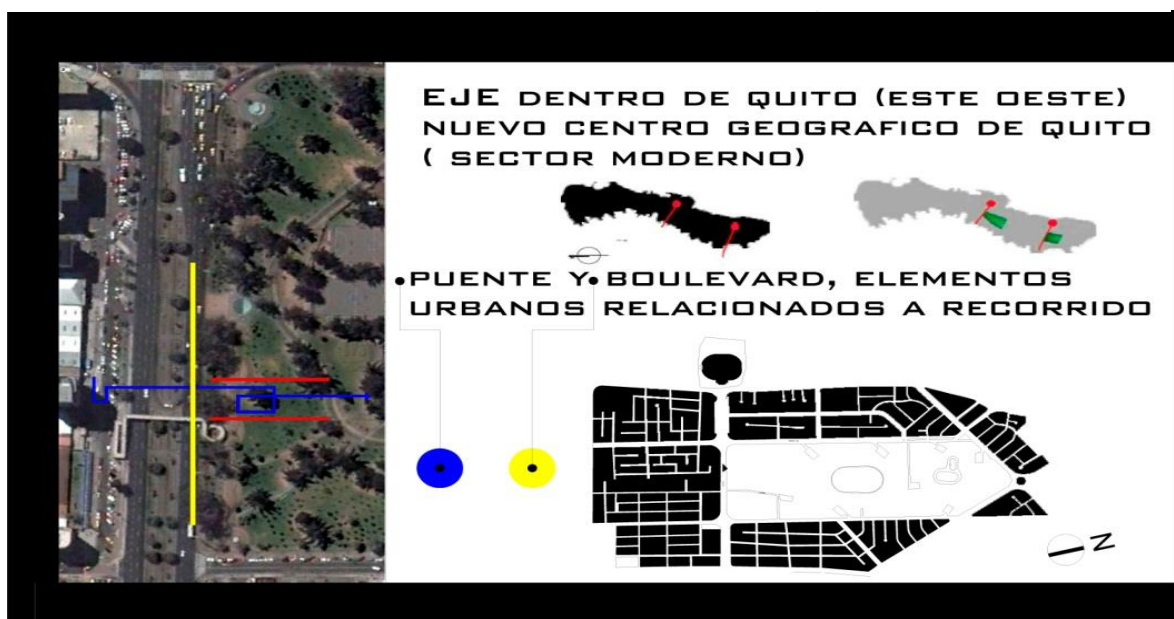 EJE DENTRO DE QUITO (ESTE OESTE)
NUEVO CENTRO GEOGRAFICO DE QUITO
( SECTOR MODERNO)
PUENTE Y BOULEVARD, ELEMENTOS
URBANOS RELACIONADOS A RECORRIDO
N